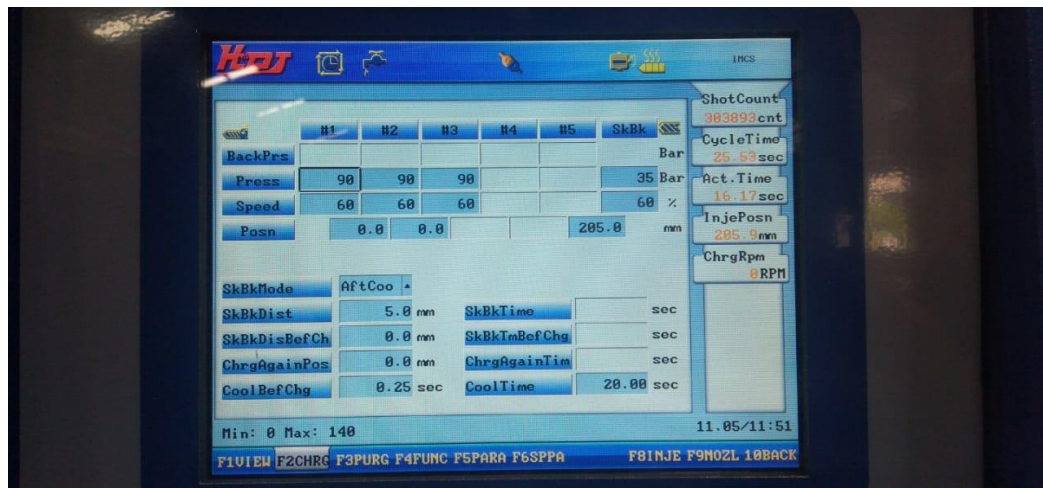 IMCS
ShotCount
303893cnt
CycleTime
25.53sec
Act.Time
16.17sec
InjePosn
205.9mm
ChrgRpm
0RPM
#1 #2 #3 #4 #5 SkBk
BackPrs Bar
Press 90 90 90 35 Bar
Speed 60 60 60 60 %
Posn 0.0 0.0 205.0 mm
SkBkMode AftCoo
SkBkDist 5.0 mm SkBkTime sec
SkBkDisBefCh 0.0 mm SkBkTmBefChg sec
ChrgAgainPos 0.0 mm ChrgAgainTim sec
CoolBefChg 0.25 sec CoolTime 20.00 sec
Min: 0 Max: 140 11.05/11:51
F1VIEW F2CHRG F3PURG F4FUNC F5PARA F6SPPA F8INJE F9NOZL 10BACK